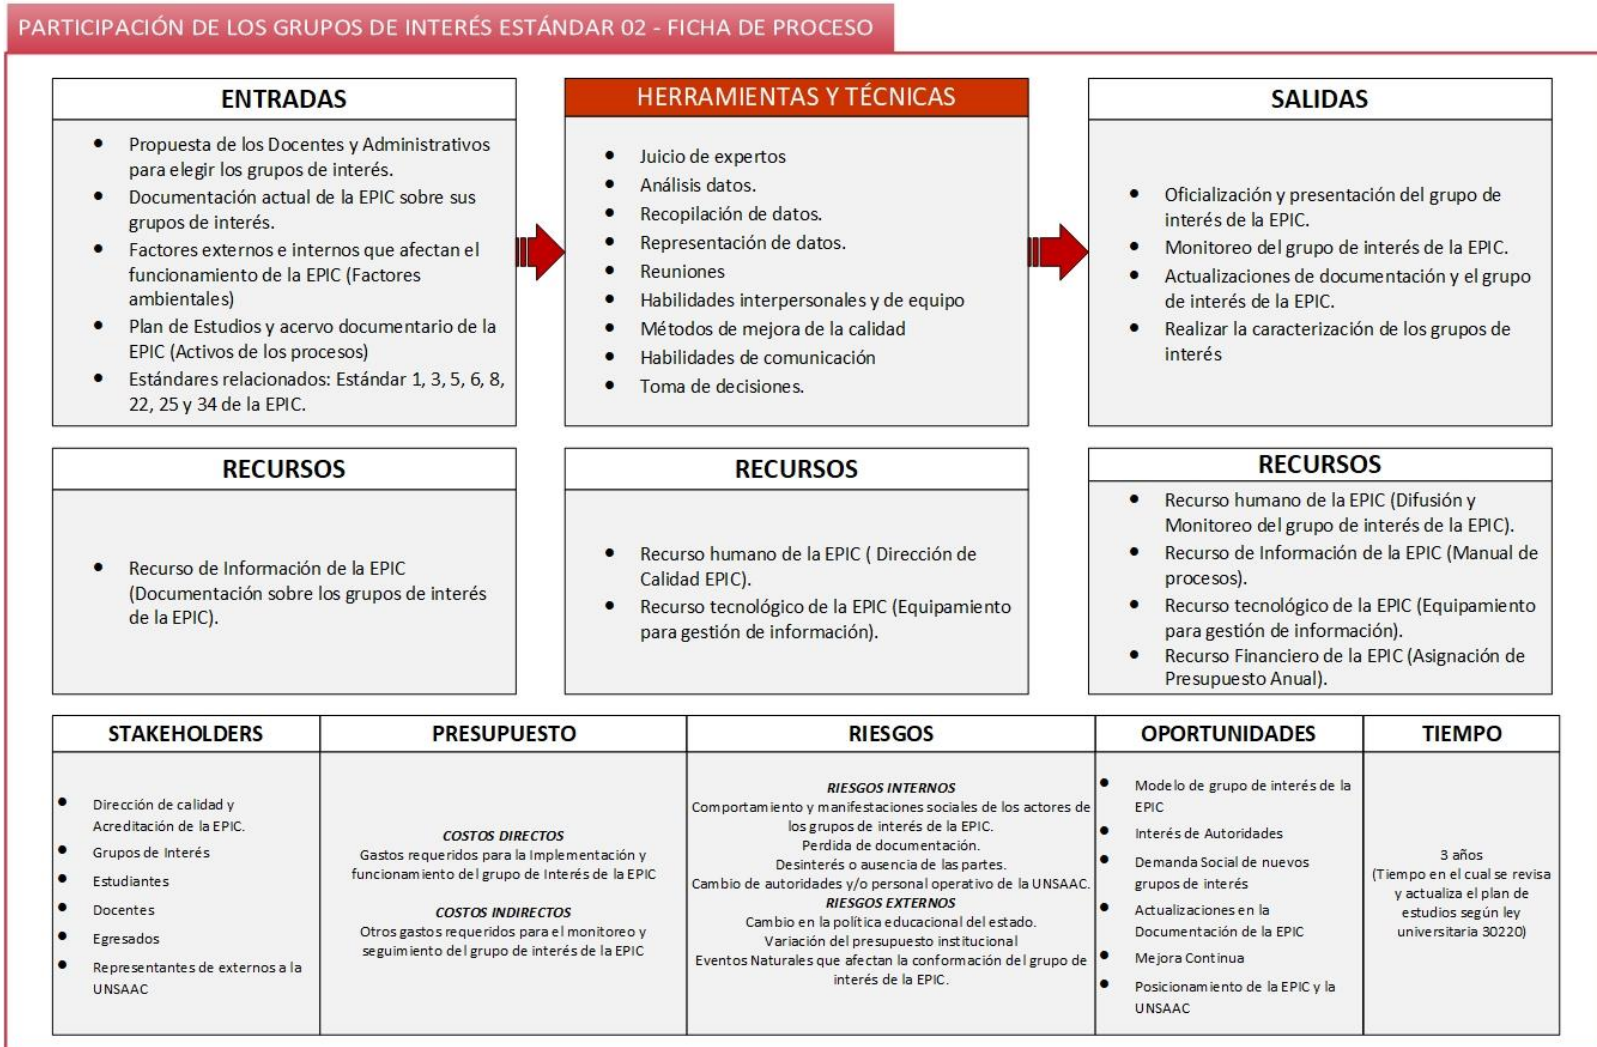 PARTICIPACIÓN DE LOS GRUPOS DE INTERÉS ESTÁNDAR 02 - FICHA DE PROCESO
ENTRADAS
• Propuesta de los Docentes y Administrativos
para elegir los grupos de interés.
• Documentación actual de la EPIC sobre sus
grupos de interés.
• Factores externos e internos que afectan el
funcionamiento de la EPIC (Factores
ambientales)
• Plan de Estudios y acervo documentario de la
EPIC (Activos de los procesos)
• Estándares relacionados: Estándar 1, 3, 5, 6, 8,
22, 25 y 34 de la EPIC.
HERRAMIENTAS Y TÉCNICAS
• Juicio de expertos
• Análisis datos.
• Recopilación de datos.
• Representación de datos.
• Reuniones
• Habilidades interpersonales y de equipo
• Métodos de mejora de la calidad
• Habilidades de comunicación
• Toma de decisiones.
SALIDAS
• Oficialización y presentación del grupo de
interés de la EPIC.
• Monitoreo del grupo de interés de la EPIC.
• Actualizaciones de documentación y el grupo
de interés de la EPIC.
• Realizar la caracterización de los grupos de
interés
RECURSOS
• Recurso de Información de la EPIC
(Documentación sobre los grupos de interés
de la EPIC).
RECURSOS
• Recurso humano de la EPIC ( Dirección de
Calidad EPIC).
• Recurso tecnológico de la EPIC (Equipamiento
para gestión de información).
RECURSOS
• Recurso humano de la EPIC (Difusión y
Monitoreo del grupo de interés de la EPIC).
• Recurso de Información de la EPIC (Manual de
procesos).
• Recurso tecnológico de la EPIC (Equipamiento
para gestión de información).
• Recurso Financiero de la EPIC (Asignación de
Presupuesto Anual).
STAKEHOLDERS
• Dirección de calidad y
Acreditación de la EPIC.
• Grupos de Interés
• Estudiantes
• Docentes
• Egresados
• Representantes de externos a la
UNSAAC
PRESUPUESTO
COSTOS DIRECTOS
Gastos requeridos para la Implementación y
funcionamiento del grupo de Interés de la EPIC
COSTOS INDIRECTOS
Otros gastos requeridos para el monitoreo y
seguimiento del grupo de interés de la EPIC
RIESGOS
RIESGOS INTERNOS
Comportamiento y manifestaciones sociales de los actores de
los grupos de interés de la EPIC.
Perdida de documentación.
Desinterés o ausencia de las partes.
Cambio de autoridades y/o personal operativo de la UNSAAC.
RIESGOS EXTERNOS
Cambio en la política educacional del estado.
Variación del presupuesto institucional
Eventos Naturales que afectan la conformación del grupo de
interés de la EPIC.
OPORTUNIDADES
• Modelo de grupo de interés de la
EPIC
• Interés de Autoridades
• Demanda Social de nuevos
grupos de interés
• Actualizaciones en la
Documentación de la EPIC
• Mejora Continua
• Posicionamiento de la EPIC y la
UNSAAC
TIEMPO
3 años
(Tiempo en el cual se revisa
y actualiza el plan de
estudios según ley
universitaria 30220)